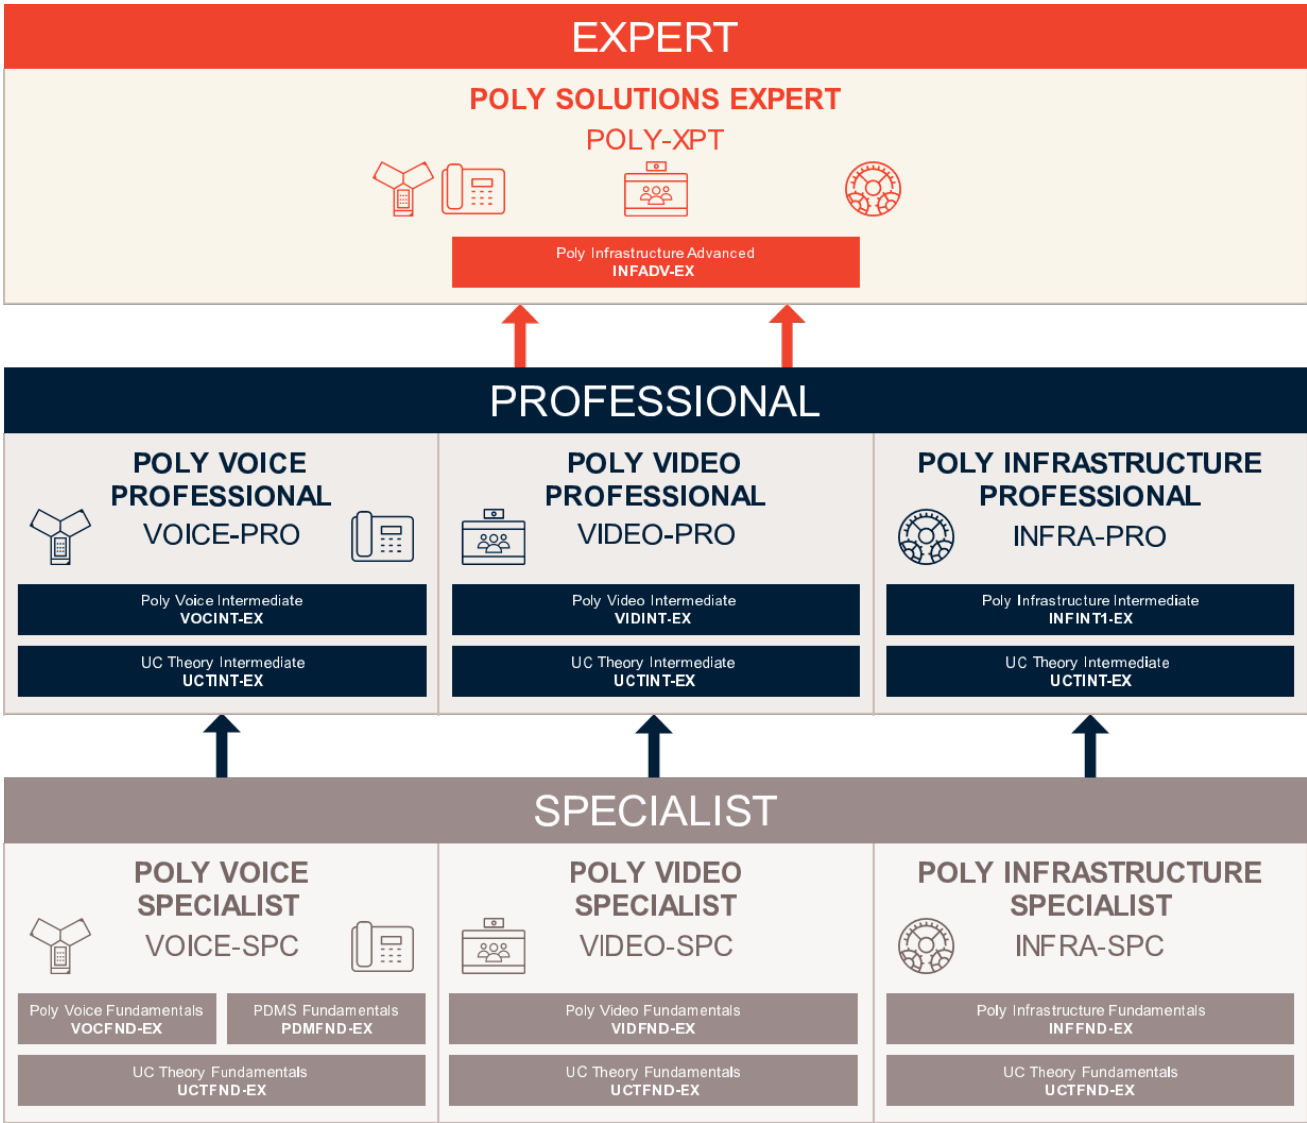 EXPERT
POLY SOLUTIONS EXPERT
POLY-XPT
Poly Infrastructure Advanced
INFADV-EX
PROFESSIONAL
POLY VOICE
PROFESSIONAL
VOICE-PRO
Poly Voice Intermediate
VOCINT-EX
UC Theory Intermediate
UCTINT-EX
POLY VIDEO
PROFESSIONAL
VIDEO-PRO
Poly Video Intermediate
VIDINT-EX
UC Theory Intermediate
UCTINT-EX
POLY INFRASTRUCTURE
PROFESSIONAL
INFRA-PRO
Poly Infrastructure Intermediate
INFINT1-EX
UC Theory Intermediate
UCTINT-EX
SPECIALIST
POLY VOICE
SPECIALIST
VOICE-SPC
Poly Voice Fundamentals
VOCFND-EX
PDMS Fundamentals
PDMFND-EX
UC Theory Fundamentals
UCTFND-EX
POLY VIDEO
SPECIALIST
VIDEO-SPC
Poly Video Fundamentals
VIDFND-EX
UC Theory Fundamentals
UCTFND-EX
POLY INFRASTRUCTURE
SPECIALIST
INFRA-SPC
Poly Infrastructure Fundamentals
INFFND-EX
UC Theory Fundamentals
UCTFND-EX